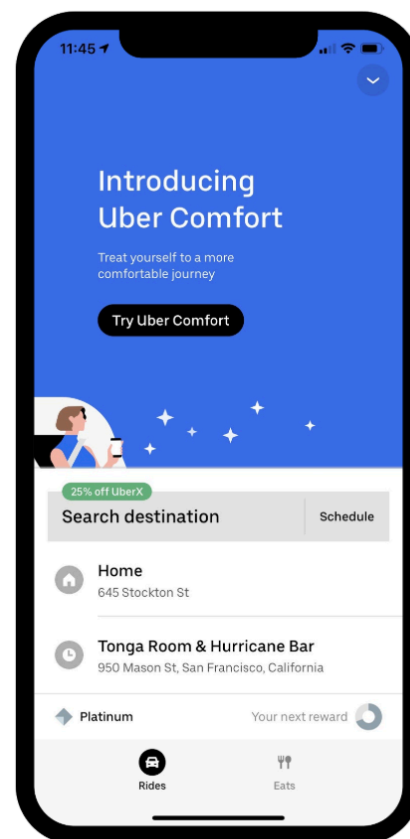 11:45
Introducing
Uber Comfort
Treat yourself to a more
comfortable journey
Try Uber Comfort
25% off UberX
Search destination
Schedule
Home
645 Stockton St
Tonga Room & Hurricane Bar
950 Mason St, San Francisco, California
Platinum
Your next reward
Rides
Eats